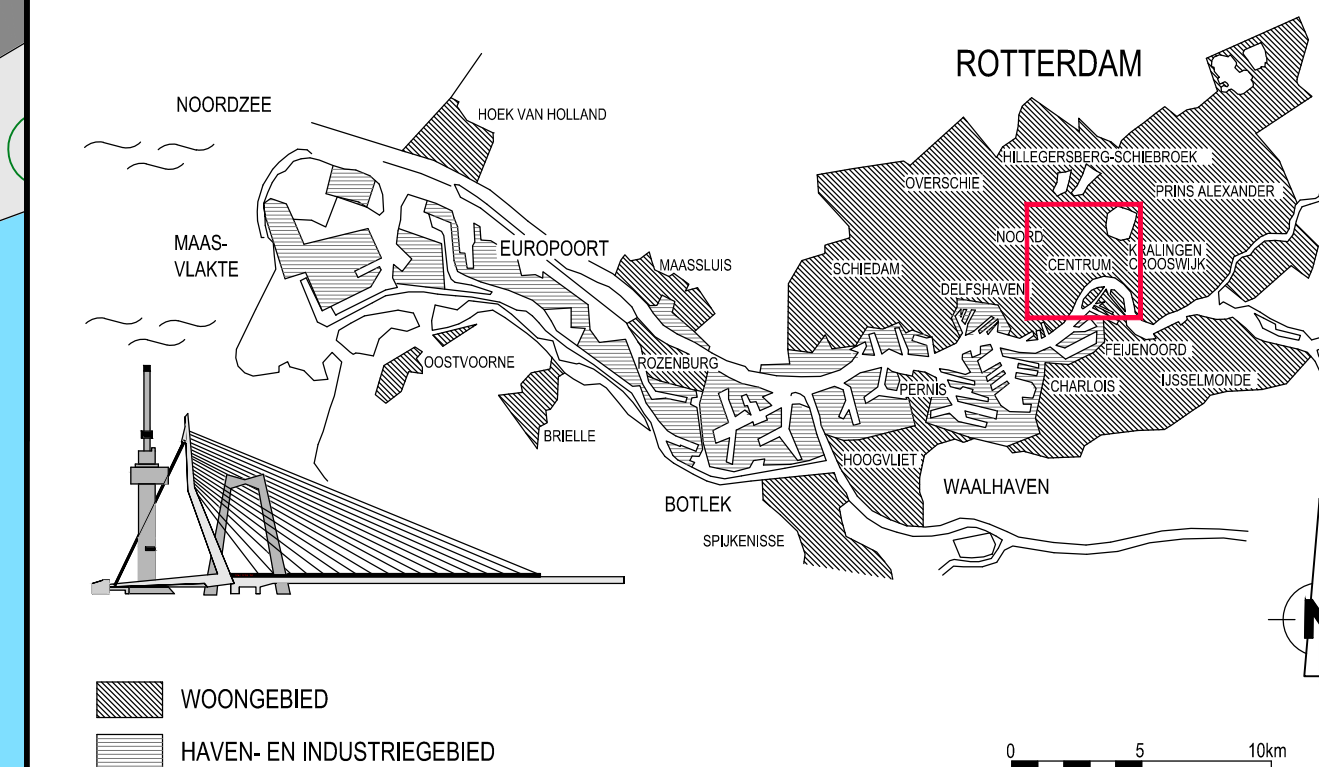 ROTTERDAM
NOORDZEE
HOEK VAN HOLLAND
HILLEGERSBERG-SCHIEBROEK
OVERSCHIE
PRINS ALEXANDER
MAAS-
VLAKTE
EUROPOORT
NOORD
KRALINGEN
CROOSWIJK
MAASSLUIS
SCHIEDAM
CENTRUM
DELFSHAVEN
OOSTVOORNE
ROZENBURG
FEIJENOORD
PERNIS
CHARLOIS
IJSSELMONDE
BRIELLE
HOOGVLIET
WAALHAVEN
BOTLEK
SPIJKENISSE
N
WOONGEBIED
HAVEN- EN INDUSTRIEGEBIED
0 5 10km